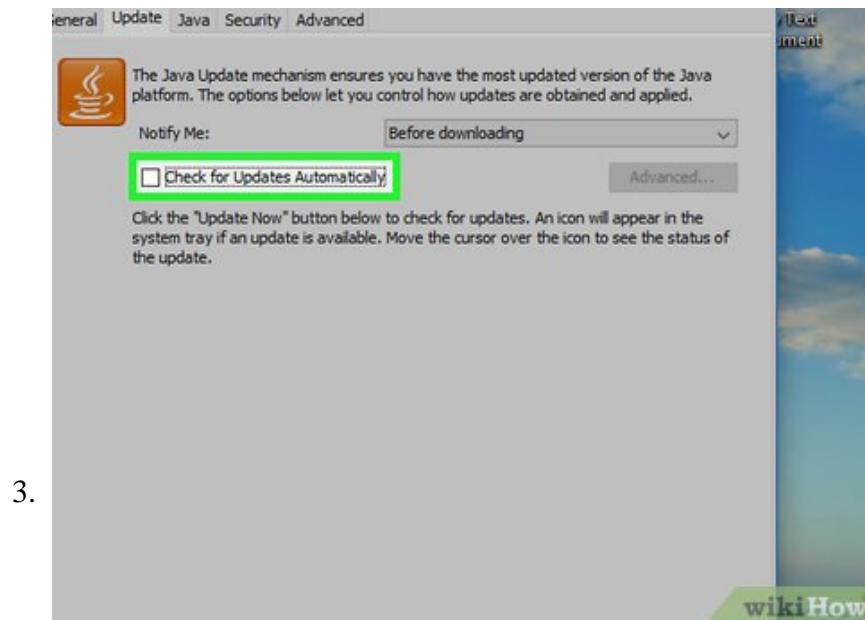 General Update Java Security Advanced
Text
The Java Update mechanism ensures you have the most updated version of the Java
platform. The options below let you control how updates are obtained and applied.
Notify Me: Before downloading
Check for Updates Automatically Advanced...
Click the "Update Now" button below to check for updates. An icon will appear in the
system tray if an update is available. Move the cursor over the icon to see the status of
the update.
3.
wikiHow